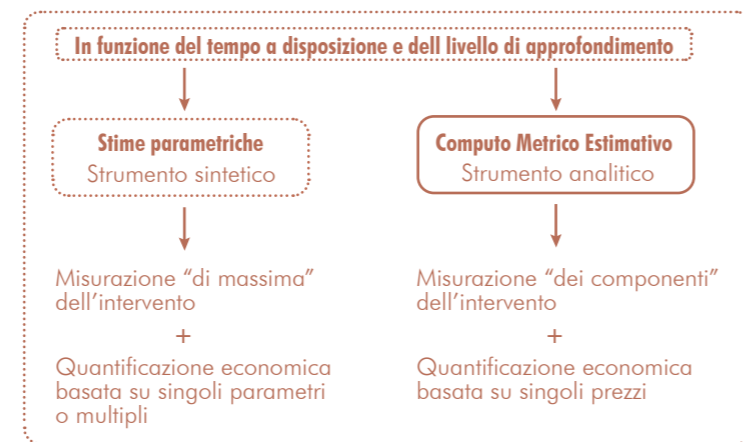 In funzione del tempo a disposizione e dell livello di approfondimento
Stime parametriche
Strumento sintetico
Computo Metrico Estimativo
Strumento analitico
Misurazione “di massima”
dell’intervento
+
Quantificazione economica
basata su singoli parametri
o multipli
Misurazione “dei componenti”
dell’intervento
+
Quantificazione economica
basata su singoli prezzi